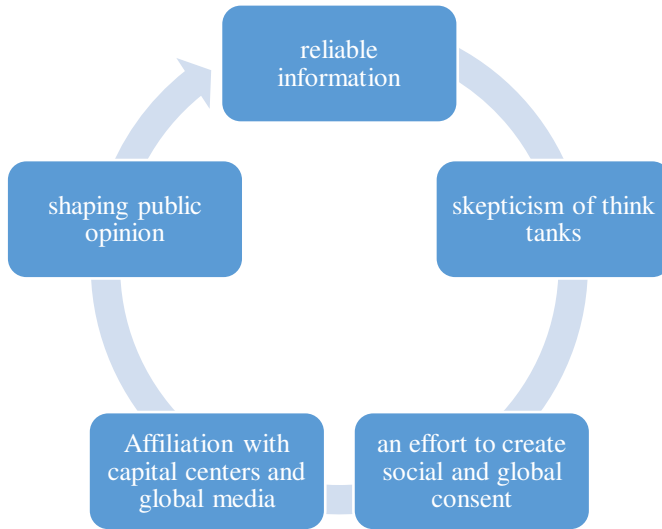 reliable
information
skepticism of think
tanks
an effort to create
social and global
consent
Affiliation with
capital centers and
global media
shaping public
opinion